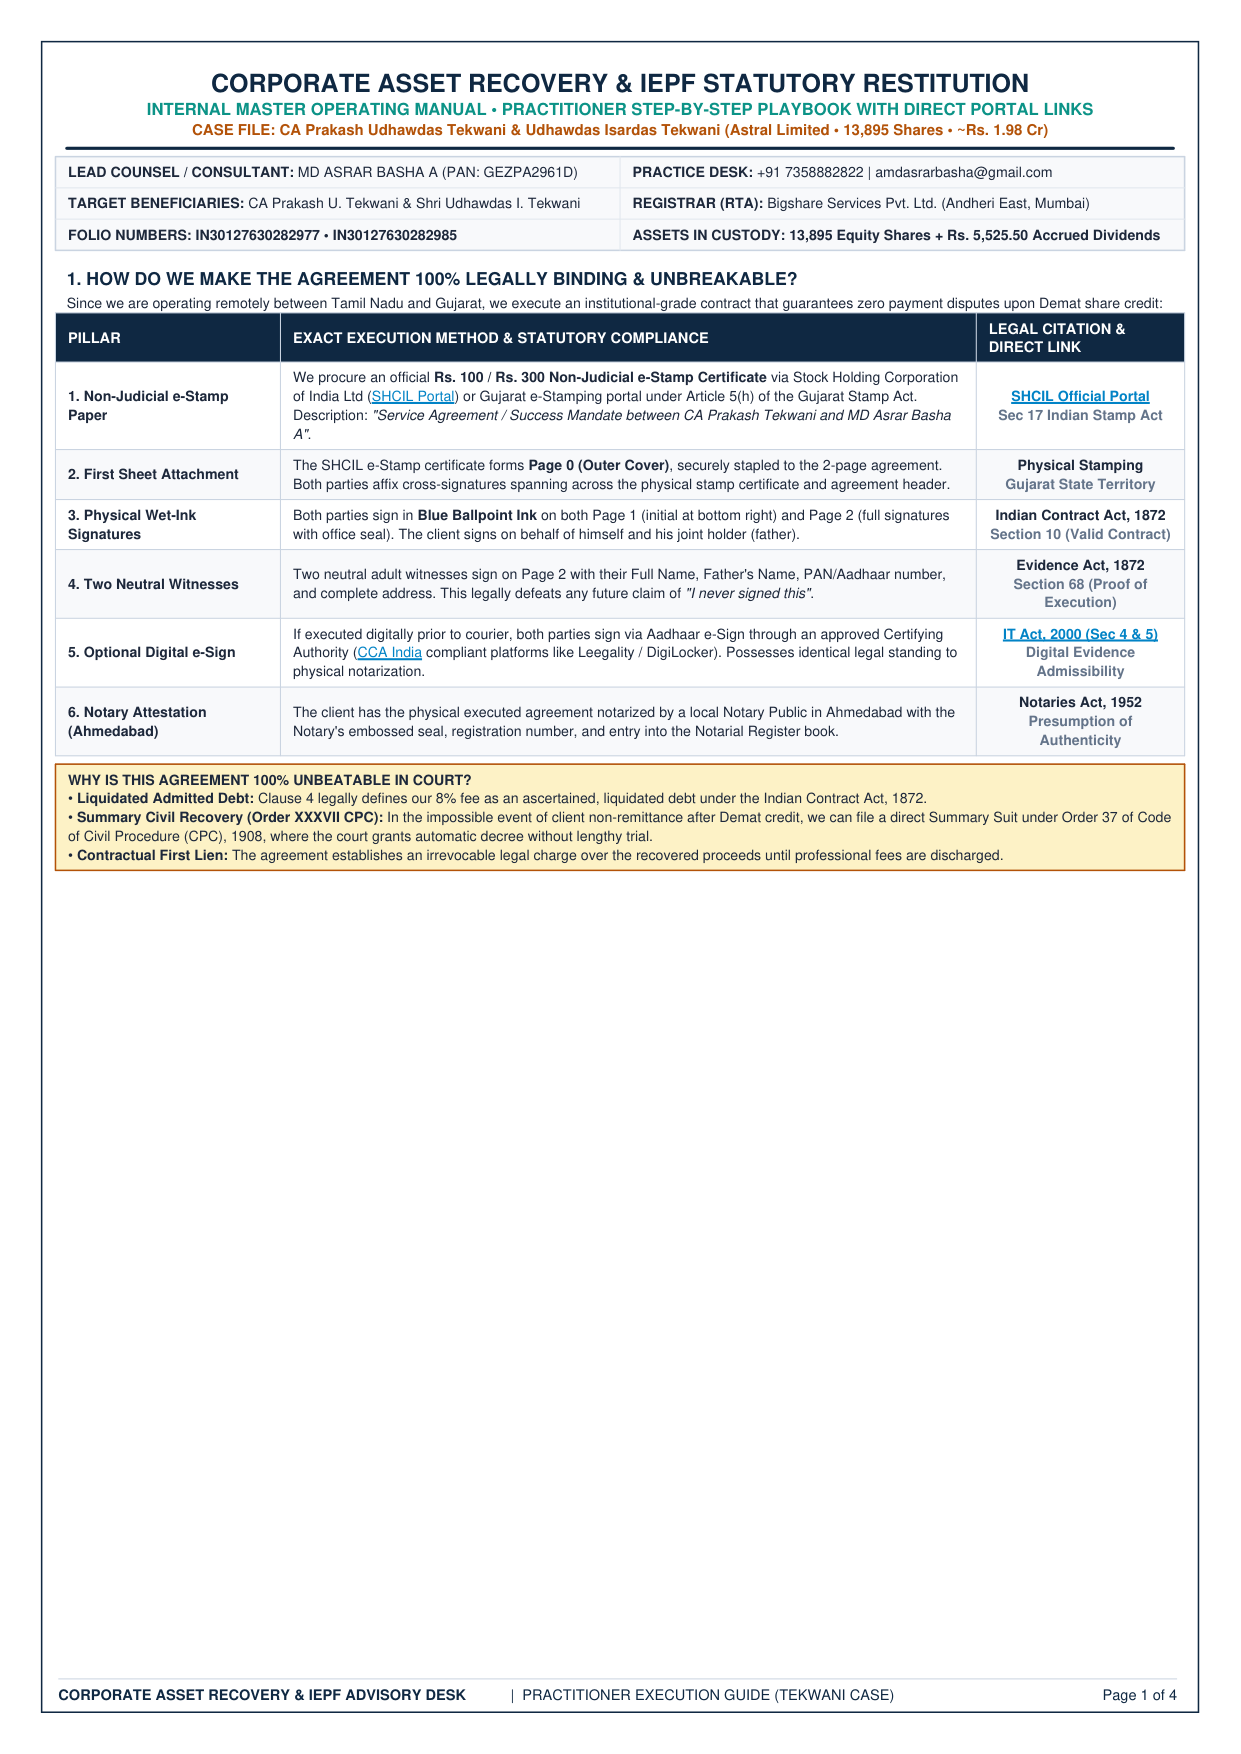 CORPORATE ASSET RECOVERY & IEPF STATUTORY RESTITUTION
INTERNAL MASTER OPERATING MANUAL • PRACTITIONER STEP-BY-STEP PLAYBOOK WITH DIRECT PORTAL LINKS
CASE FILE: CA Prakash Udhawdas Tekwani & Udhawdas Isardas Tekwani (Astral Limited • 13,895 Shares • ~Rs. 1.98 Cr)
LEAD COUNSEL / CONSULTANT: MD ASRAR BASHA A (PAN: GEZPA2961D)
PRACTICE DESK: +91 7358882822 | amdasrarbasha@gmail.com
TARGET BENEFICIARIES: CA Prakash U. Tekwani & Shri Udhawdas I. Tekwani
REGISTRAR (RTA): Bigshare Services Pvt. Ltd. (Andheri East, Mumbai)
FOLIO NUMBERS: IN30127630282977 • IN30127630282985
ASSETS IN CUSTODY: 13,895 Equity Shares + Rs. 5,525.50 Accrued Dividends
1. HOW DO WE MAKE THE AGREEMENT 100% LEGALLY BINDING & UNBREAKABLE?
Since we are operating remotely between Tamil Nadu and Gujarat, we execute an institutional-grade contract that guarantees zero payment disputes upon Demat share credit:
PILLAR
EXACT EXECUTION METHOD & STATUTORY COMPLIANCE
LEGAL CITATION &
DIRECT LINK
1. Non-Judicial e-Stamp
Paper
We procure an official Rs. 100 / Rs. 300 Non-Judicial e-Stamp Certificate via Stock Holding Corporation
of India Ltd (SHCIL Portal) or Gujarat e-Stamping portal under Article 5(h) of the Gujarat Stamp Act.
Description: "Service Agreement / Success Mandate between CA Prakash Tekwani and MD Asrar Basha
A".
SHCIL Official Portal
Sec 17 Indian Stamp Act
2. First Sheet Attachment
The SHCIL e-Stamp certificate forms Page 0 (Outer Cover), securely stapled to the 2-page agreement.
Both parties affix cross-signatures spanning across the physical stamp certificate and agreement header.
Physical Stamping
Gujarat State Territory
3. Physical Wet-Ink
Signatures
Both parties sign in Blue Ballpoint Ink on both Page 1 (initial at bottom right) and Page 2 (full signatures
with office seal). The client signs on behalf of himself and his joint holder (father).
Indian Contract Act, 1872
Section 10 (Valid Contract)
4. Two Neutral Witnesses
Two neutral adult witnesses sign on Page 2 with their Full Name, Father's Name, PAN/Aadhaar number,
and complete address. This legally defeats any future claim of "I never signed this".
Evidence Act, 1872
Section 68 (Proof of
Execution)
5. Optional Digital e-Sign
If executed digitally prior to courier, both parties sign via Aadhaar e-Sign through an approved Certifying
Authority (CCA India compliant platforms like Leegality / DigiLocker). Possesses identical legal standing to
physical notarization.
IT Act, 2000 (Sec 4 & 5)
Digital Evidence
Admissibility
6. Notary Attestation
(Ahmedabad)
The client has the physical executed agreement notarized by a local Notary Public in Ahmedabad with the
Notary's embossed seal, registration number, and entry into the Notarial Register book.
Notaries Act, 1952
Presumption of
Authenticity
WHY IS THIS AGREEMENT 100% UNBEATABLE IN COURT?
• Liquidated Admitted Debt: Clause 4 legally defines our 8% fee as an ascertained, liquidated debt under the Indian Contract Act, 1872.
• Summary Civil Recovery (Order XXXVII CPC): In the impossible event of client non-remittance after Demat credit, we can file a direct Summary Suit under Order 37 of Code
of Civil Procedure (CPC), 1908, where the court grants automatic decree without lengthy trial.
• Contractual First Lien: The agreement establishes an irrevocable legal charge over the recovered proceeds until professional fees are discharged.
CORPORATE ASSET RECOVERY & IEPF ADVISORY DESK | PRACTITIONER EXECUTION GUIDE (TEKWANI CASE) Page 1 of 4